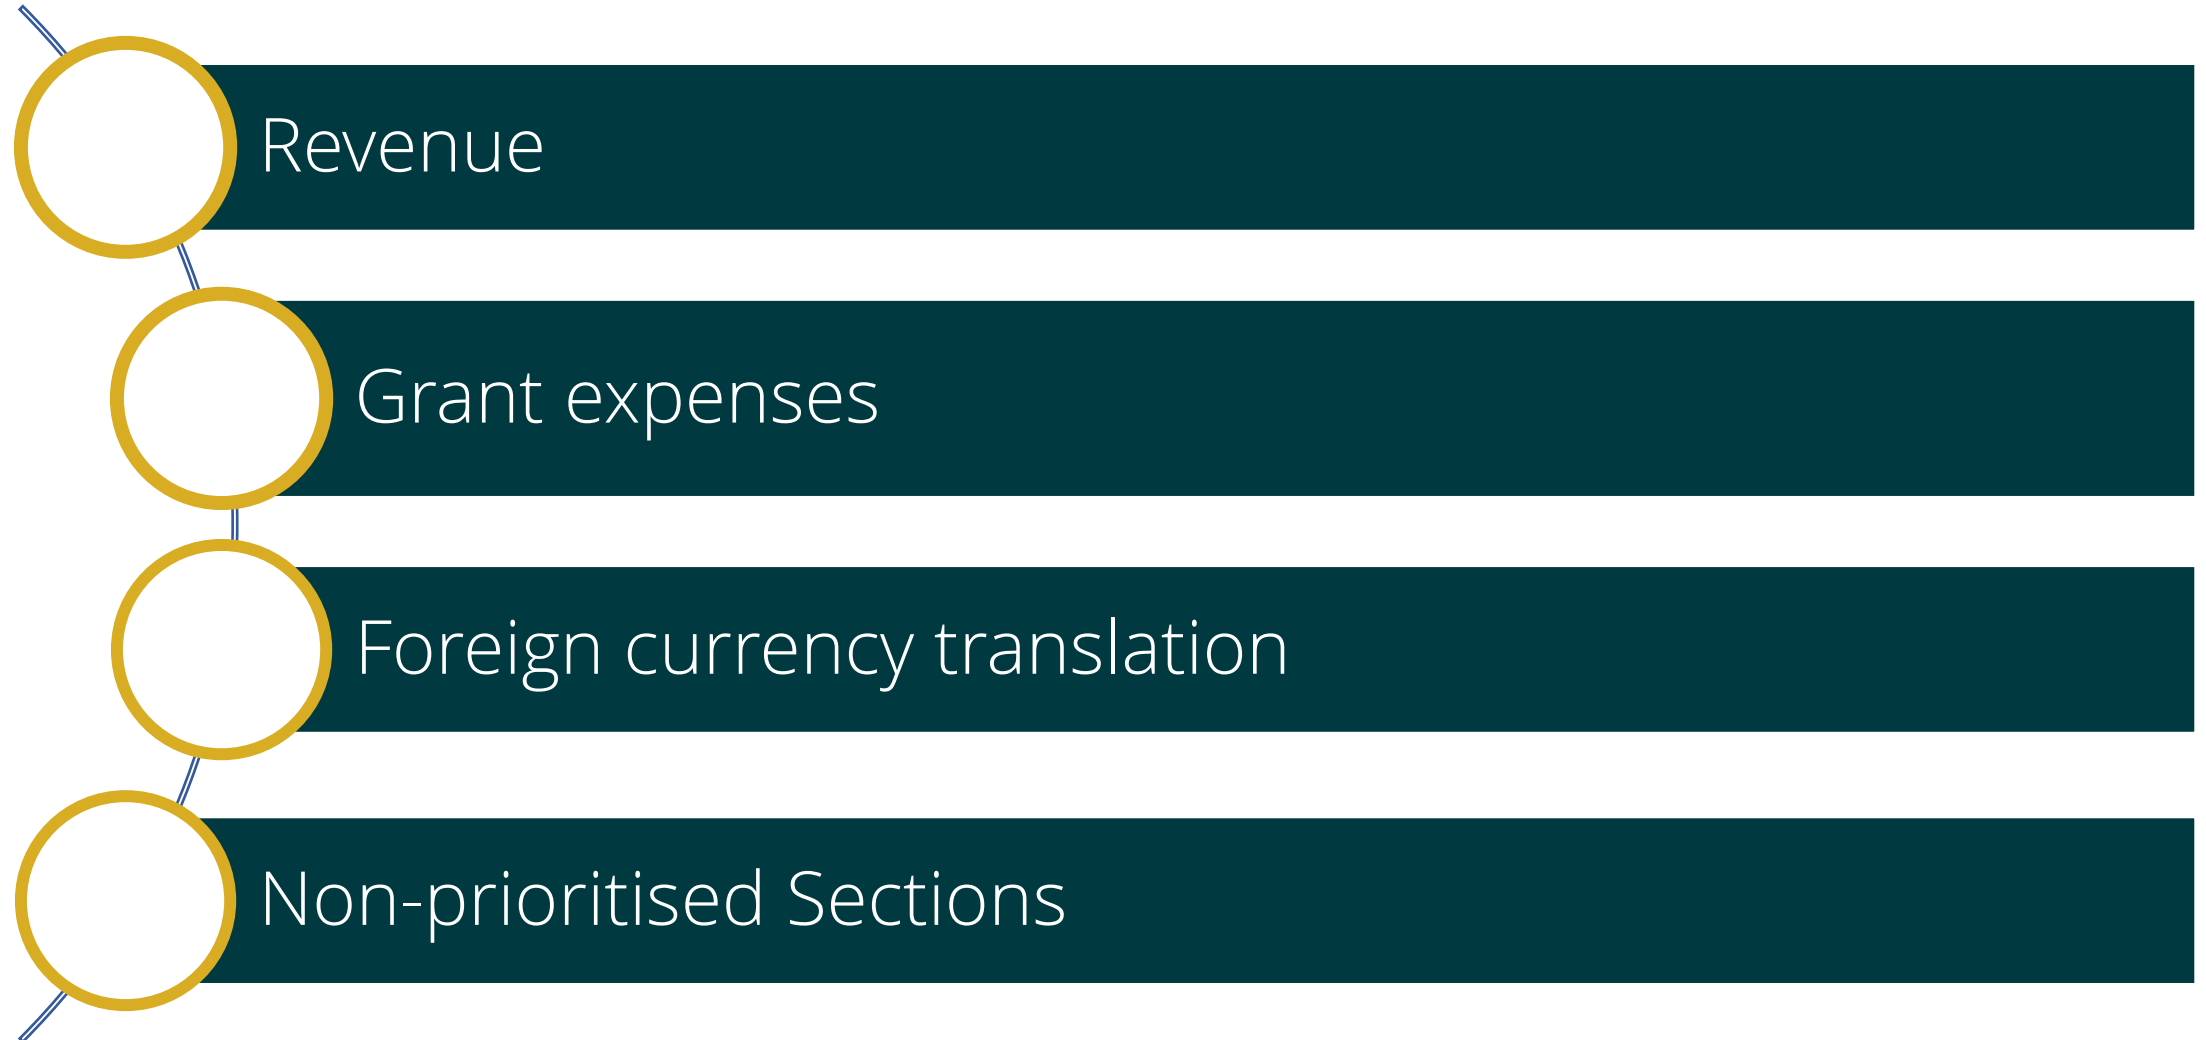 Revenue
Grant expenses
Foreign currency translation
Non-prioritised Sections